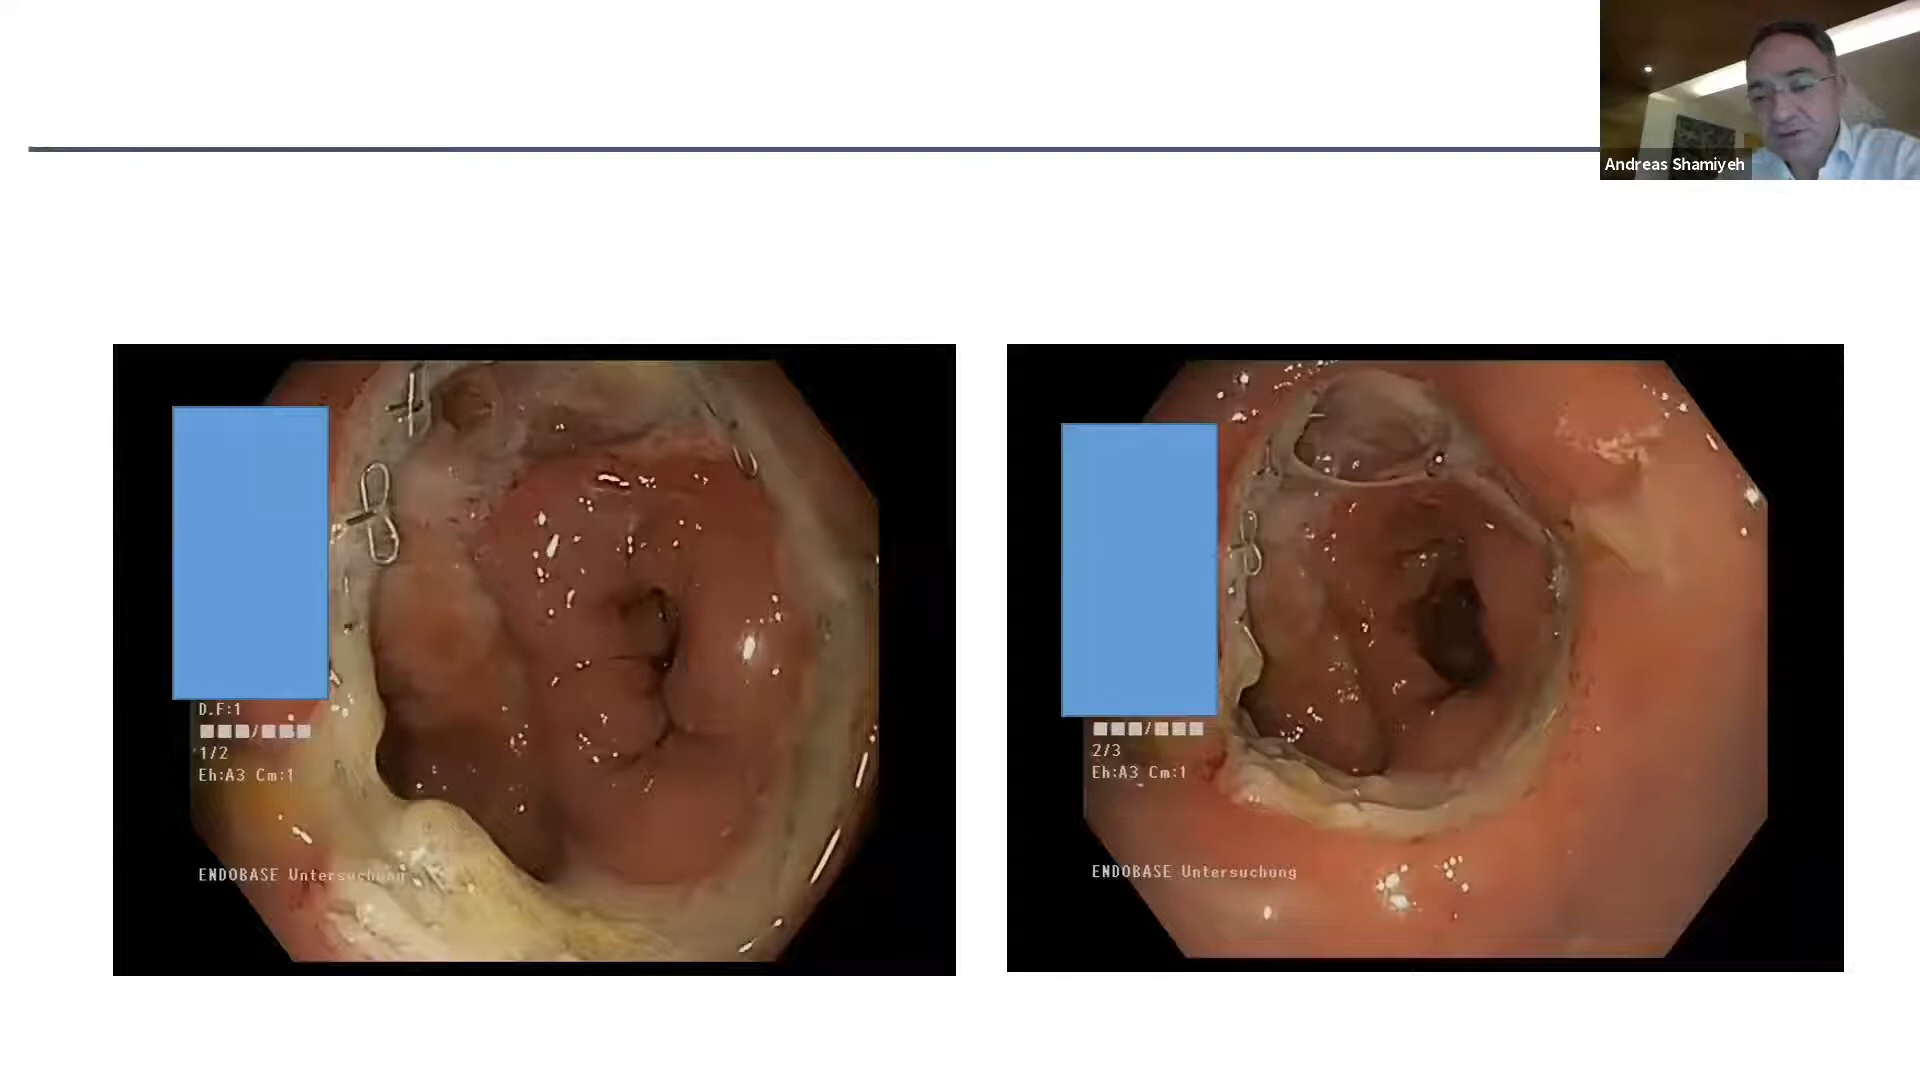 Andreas Shamiyeh
D.F:1
1/2
Eh:A3 Cm:1
ENDOBASE Untersuchung
2/3
Eh:A3 Cm:1
ENDOBASE Untersuchung